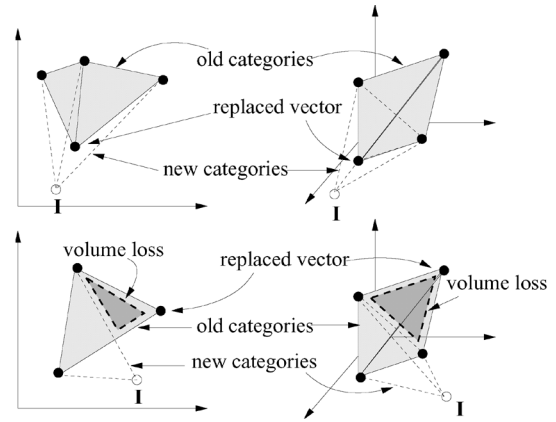 old categories
replaced vector
new categories
I
I
volume loss
replaced vector
volume loss
old categories
new categories
I
I